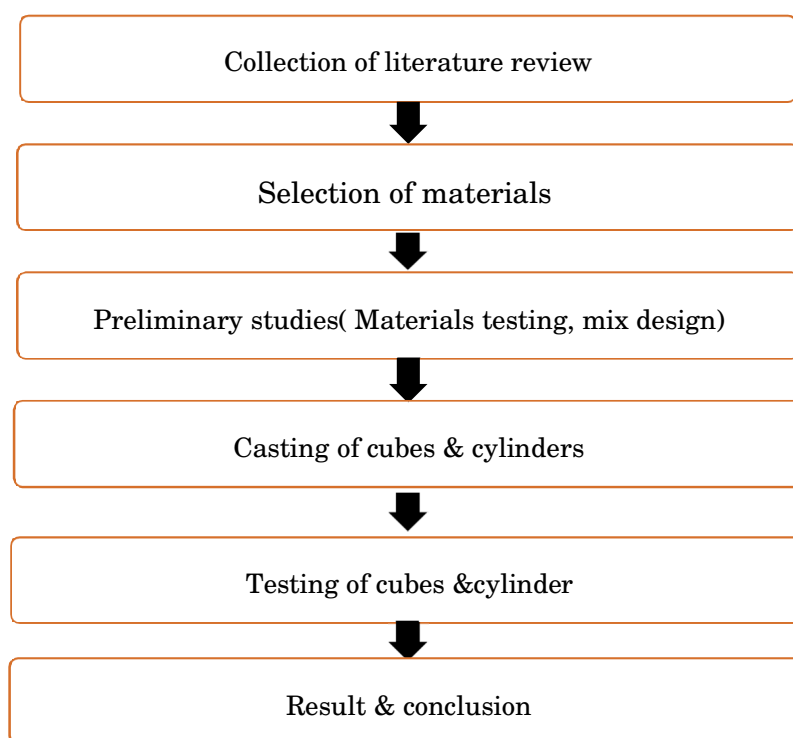 Collection of literature review
Selection of materials
Preliminary studies( Materials testing, mix design)
Casting of cubes & cylinders
Testing of cubes &cylinder
Result & conclusion